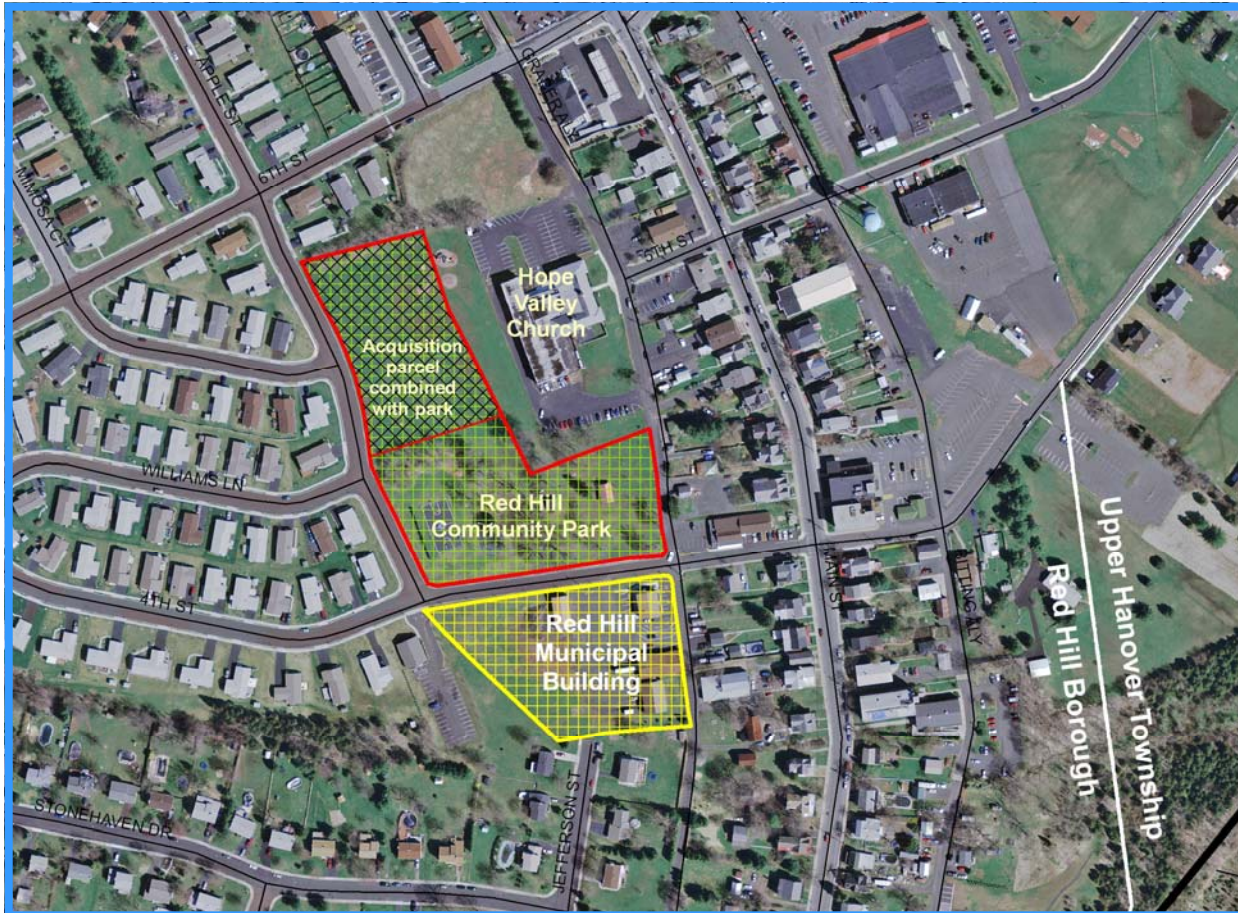 APPLE ST
6TH ST
MIMOSA CT
5TH ST
Hope
Valley
Church
Acquisition
parcel
combined
with park
WILLIAMS LN
Red Hill
Community Park
4TH ST
MAIN ST
Red Hill
Municipal
Building
Upper Hanover Township
Red Hill Borough
STONEHAVEN DR
JEFFERSON ST